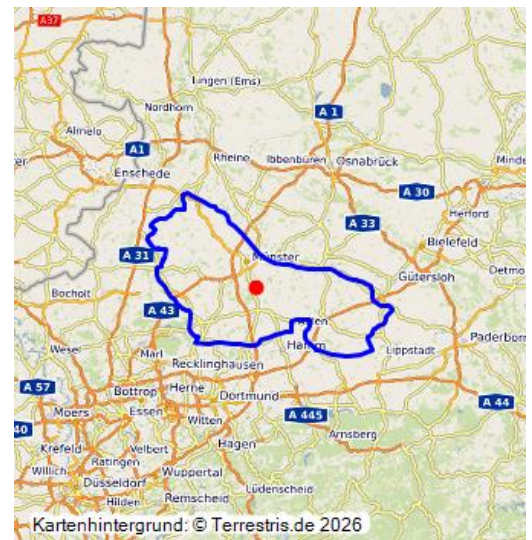 A37
Lingen (Ems)
Nordhorn
A 1
Almelo
A1
Rheine
Ibbenbüren
Osnabrück
Minde
Enschede
A 30
Herford
A 33
Bielefeld
Münster
A 31
Gütersloh
Detmo
Bocholt
A 43
Hamm
Lippstadt
Paderborn
Wesel
Marl
Recklinghausen
A 57
Bottrop
Herne
Dortmund
A 44
Moers
Essen
A 445
40
Witten
Arnsberg
Krefeld
Velbert
Hagen
Willich
Ratingen
Wuppertal
Düsseldorf
Lüdenscheid
Hilden
Remscheid
Kartenhintergrund: © Terrestris.de 2026